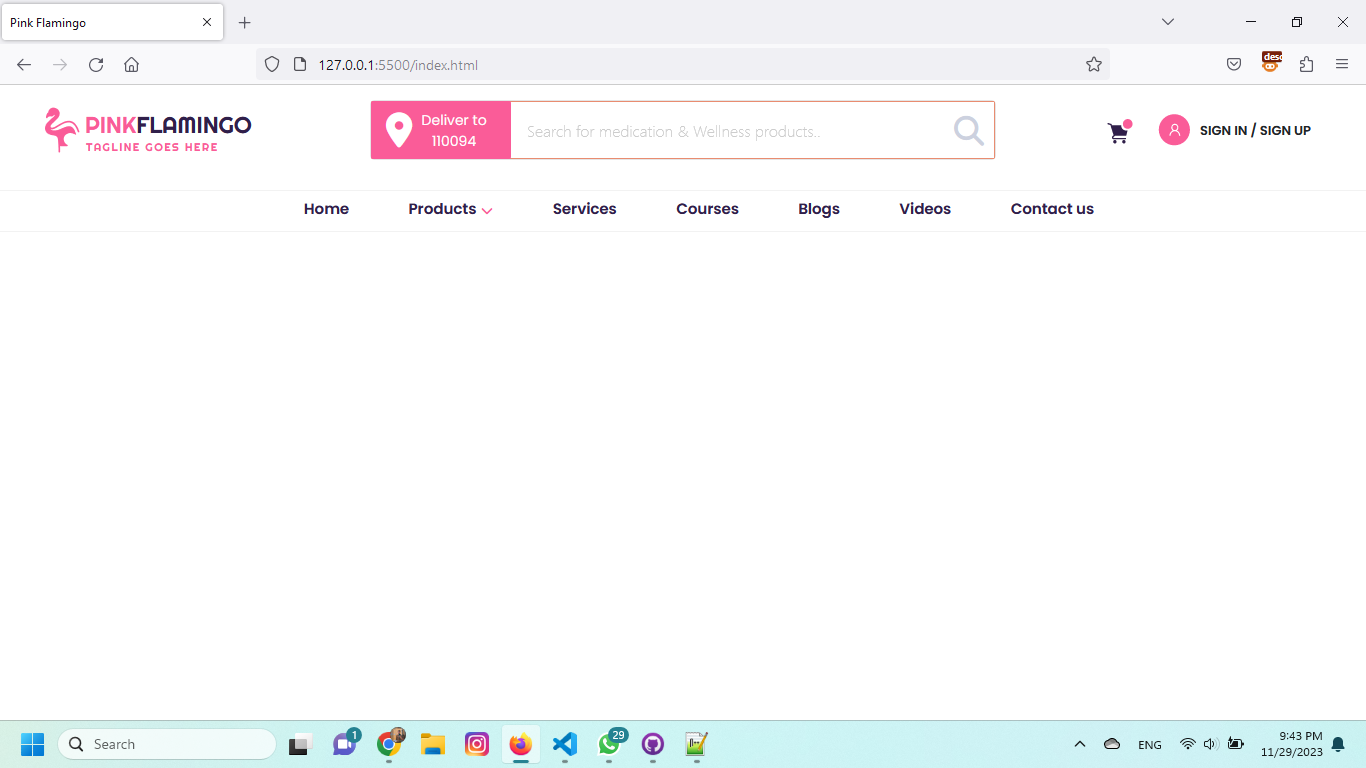 Pink Flamingo
127.0.0.1:5500/index.html
desc
PINKFLAMINGO
TAGLINE GOES HERE
Deliver to
110094
Search for medication & Wellness products..
SIGN IN / SIGN UP
Home
Products
Services
Courses
Blogs
Videos
Contact us
Search
1
29
ENG
9:43 PM
11/29/2023